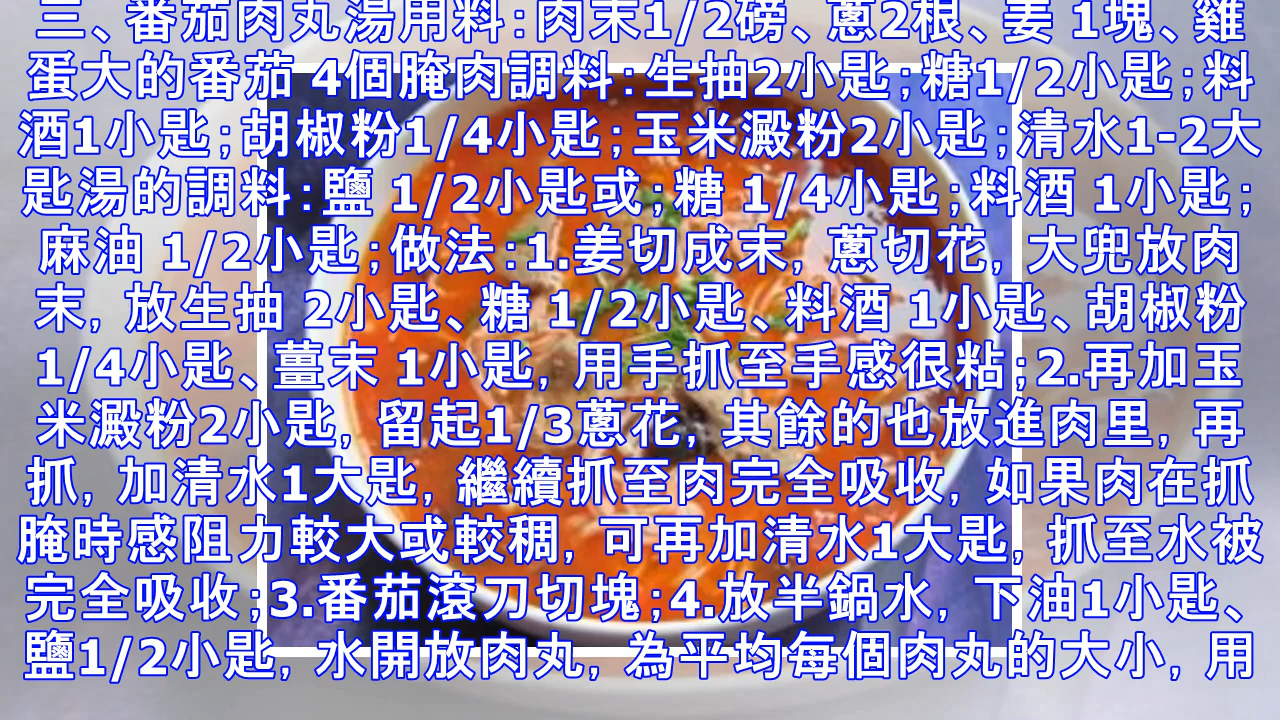 三、番茄肉丸湯用料：肉末1/2磅、蔥2根、姜 1塊、雞
蛋大的番茄 4個腌肉調料：生抽2小匙；糖1/2小匙；料
酒1小匙；胡椒粉1/4小匙；玉米澱粉2小匙；清水1-2大
匙湯的調料：鹽 1/2小匙或；糖 1/4小匙；料酒 1小匙；
麻油 1/2小匙；做法：1.姜切成末, 蔥切花, 大兜放肉
末, 放生抽 2小匙、糖 1/2小匙、料酒 1小匙、胡椒粉
1/4小匙、薑末 1小匙, 用手抓至手感很粘；2.再加玉
米澱粉2小匙, 留起1/3蔥花, 其餘的也放進肉里, 再
抓, 加清水1大匙, 繼續抓至肉完全吸收, 如果肉在抓
腌時感阻力較大或較稠, 可再加清水1大匙, 抓至水被
完全吸收；3.番茄滾刀切塊；4.放半鍋水, 下油1小匙、
鹽1/2小匙, 水開放肉丸, 為平均每個肉丸的大小, 用